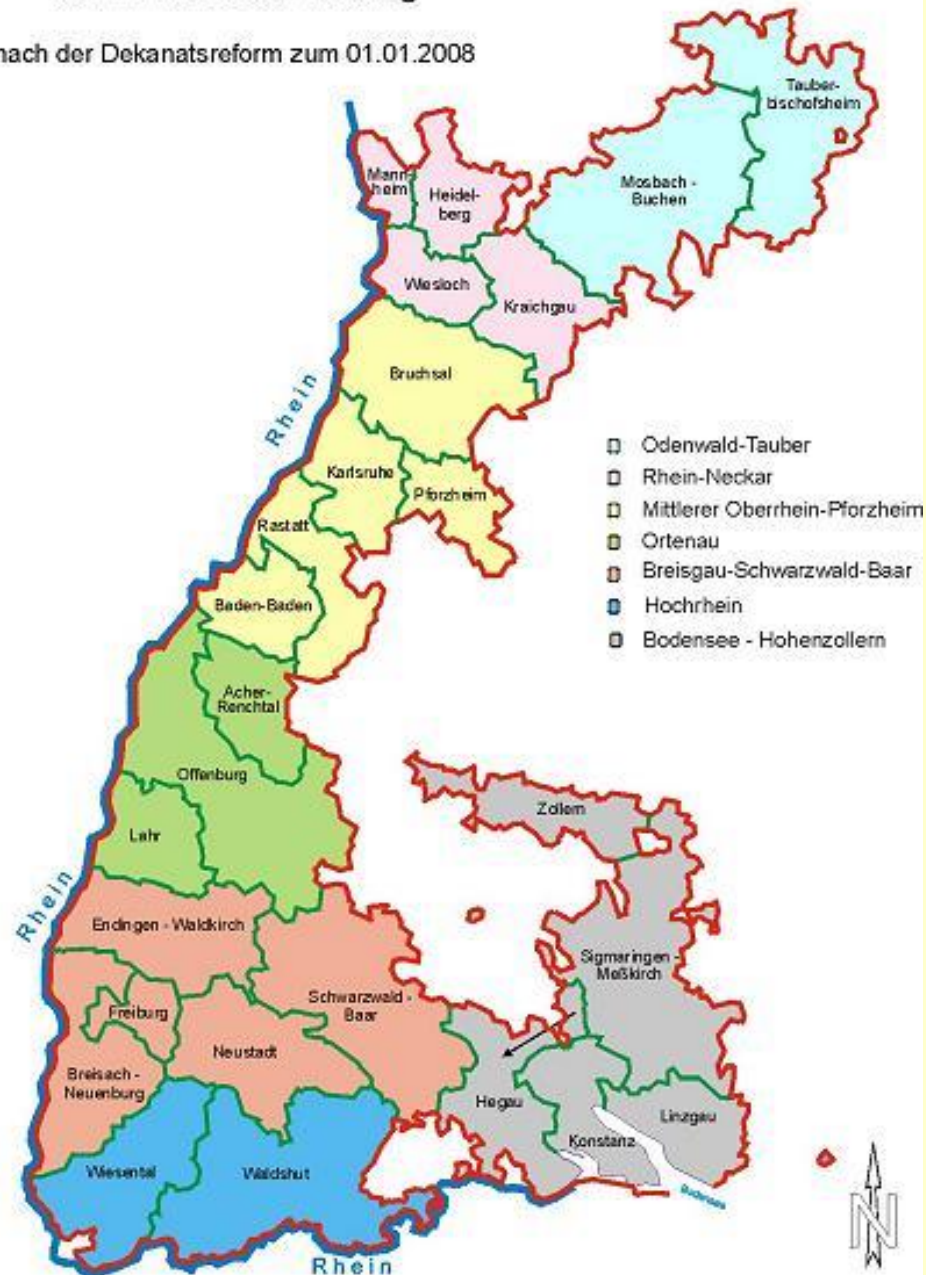 nach der Dekanatsreform zum 01.01.2008
Tauber-
bischofsheim
Mann-
heim
Heidel-
berg
Mosbach -
Buchen
Wiesloch
Kraichgau
Bruchsal
Rhein
Karlsruhe
Pforzheim
Rastatt
Baden-Baden
Odenwald-Tauber
Rhein-Neckar
Mittlerer Oberrhein-Pforzheim
Ortenau
Breisgau-Schwarzwald-Baar
Hochrhein
Bodensee - Hohenzollern
Acher-
Renchtal
Offenburg
Zollern
Lahr
Rhein
Endingen - Waldkirch
Sigmaringen -
Meßkirch
Schwarzwald -
Baar
Freiburg
Neustadt
Breisach -
Neuenburg
Hegau
Linzgau
Konstanz
Wiesental
Waldshut
Bodensee
Rhein
N